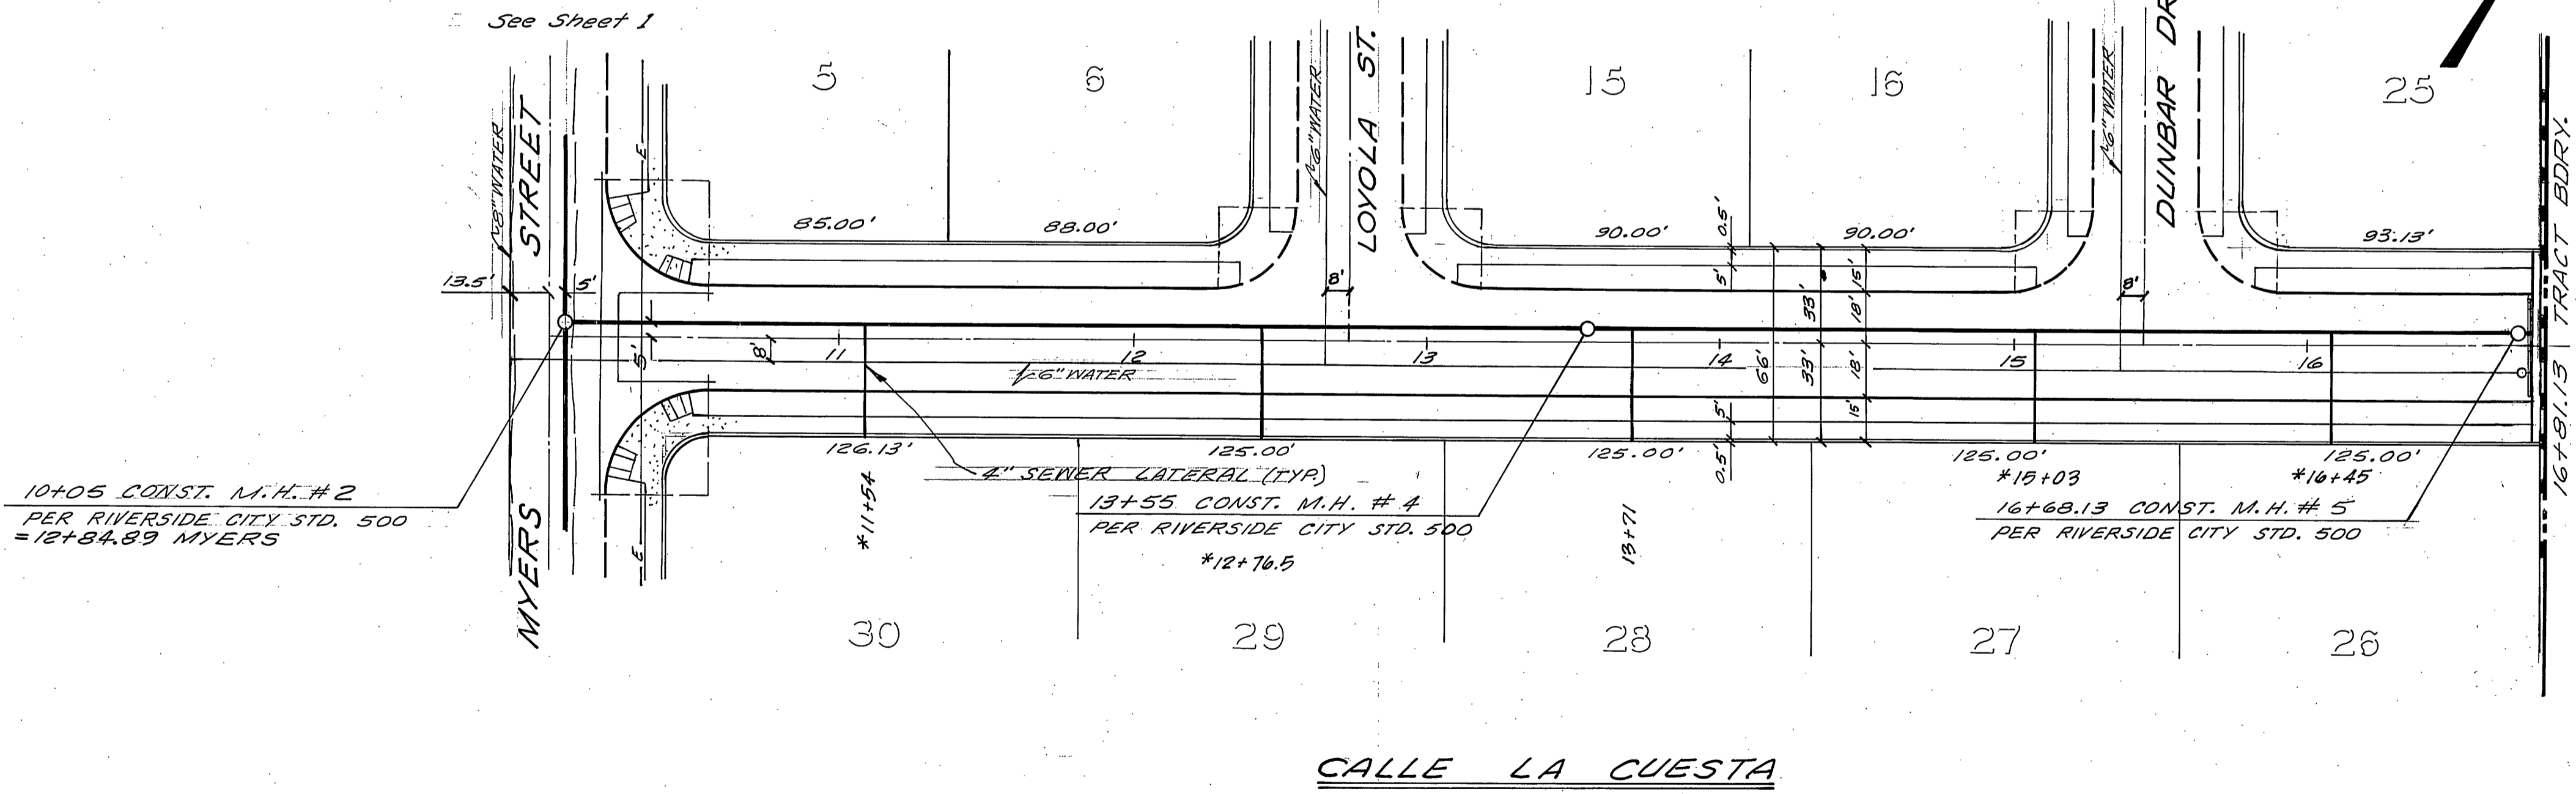 See Sheet 1
5
6
15
16
25
8" WATER
STREET
MYERS
E
6" WATER
LOYOLA ST.
6" WATER
DUNBAR DR
TRACT BDRY.
16+81.13
85.00'
88.00'
90.00'
0.5'
90.00'
93.13'
13.5'
5'
8'
5'
33'
15'
18'
8'
5'
8'
11
12
13
14
15
16
6" WATER
66'
33'
18'
15'
5'
0.5'
126.13'
125.00'
125.00'
125.00'
125.00'
4" SEWER LATERAL (TYP.)
*15+03
*16+45
10+05 CONST. M.H. #2
PER RIVERSIDE CITY STD. 500
=12+84.89 MYERS
*11+54
13+55 CONST. M.H. #4
PER RIVERSIDE CITY STD. 500
*12+76.5
13+71
16+68.13 CONST. M.H. #5
PER RIVERSIDE CITY STD. 500
E
30
29
28
27
26
CALLE LA CUESTA